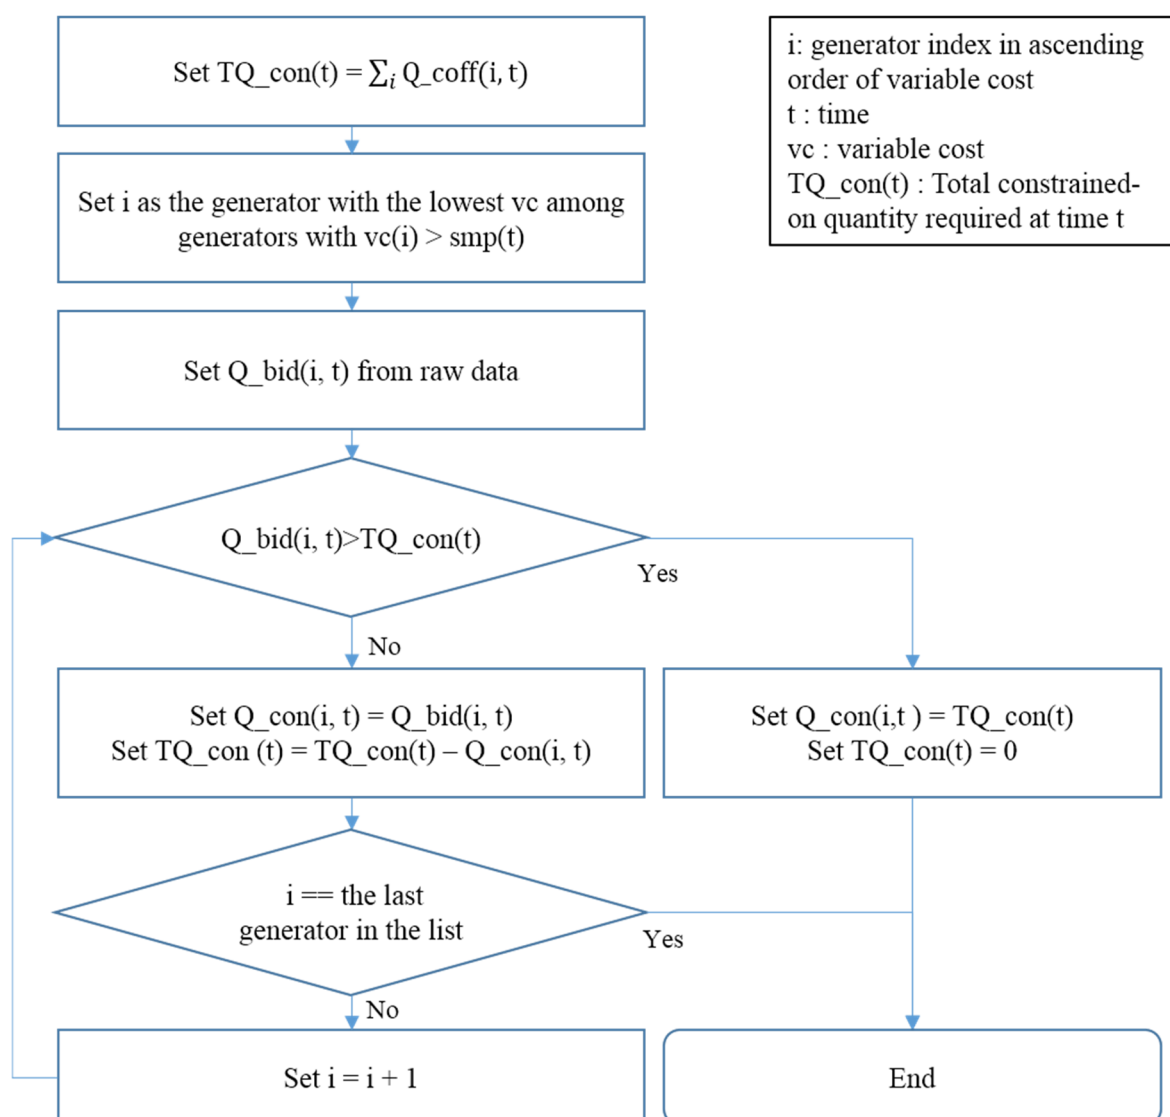 Set TQ_con(t) = ∑ᵢ Q_coff(i, t)
i: generator index in ascending
order of variable cost
t : time
vc : variable cost
TQ_con(t) : Total constrained-
on quantity required at time t
Set i as the generator with the lowest vc among
generators with vc(i) > smp(t)
Set Q_bid(i, t) from raw data
Q_bid(i, t)>TQ_con(t)
Yes
No
Set Q_con(i, t) = Q_bid(i, t)
Set TQ_con (t) = TQ_con(t) – Q_con(i, t)
Set Q_con(i,t ) = TQ_con(t)
Set TQ_con(t) = 0
i == the last
generator in the list
Yes
No
Set i = i + 1
End